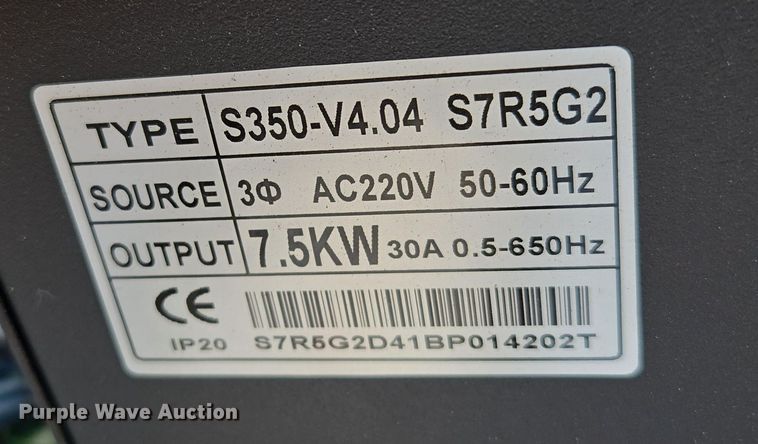 TYPE S350-V4.04 S7R5G2
SOURCE 3Φ AC220V 50-60Hz
OUTPUT 7.5KW 30A 0.5-650Hz
CE
IP20 S7R5G2D41BP014202T
Purple Wave Auction